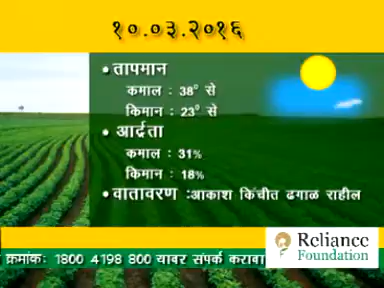 १०.०३.२०१६
• तापमान
कमाल : 38° से
किमान : 23° से
• आर्द्रता
कमाल : 31%
किमान : 18%
• वातावरण :आकाश किंचीत ढगाळ राहील
Reliance
Foundation
क्रमांक: 1800 4198 800 यावर संपर्क करावा